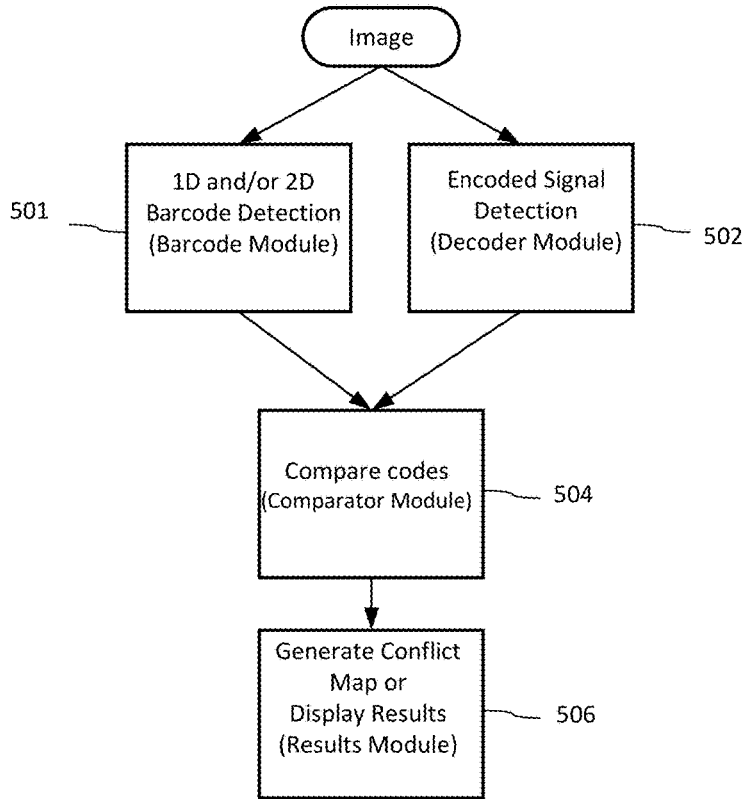 Image
1D and/or 2D
Barcode Detection
(Barcode Module)
501
Encoded Signal
Detection
(Decoder Module)
502
Compare codes
(Comparator Module)
504
Generate Conflict
Map or
Display Results
(Results Module)
506